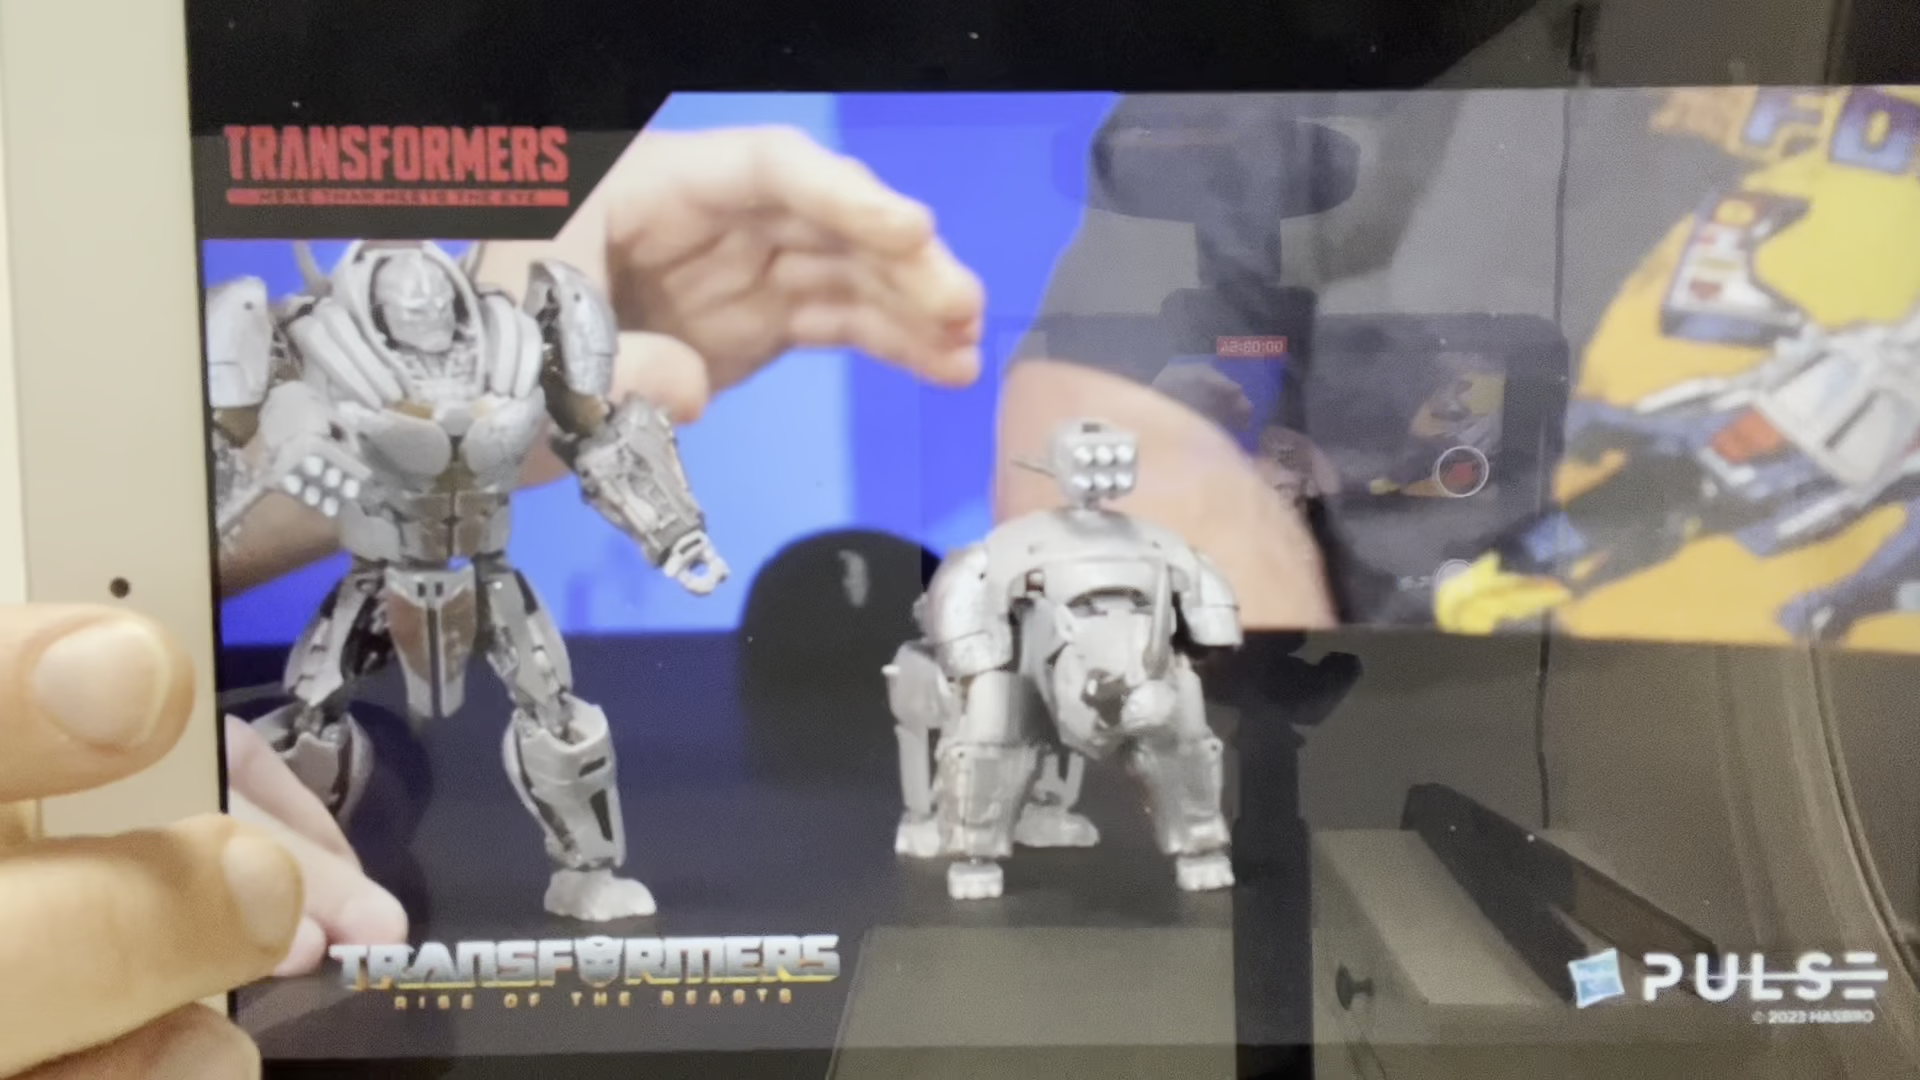 TRANSFORMERS
MORE THAN MEETS THE EYE
TRANSFORMERS
RISE OF THE BEASTS
PULSE
© 2023 HASBRO